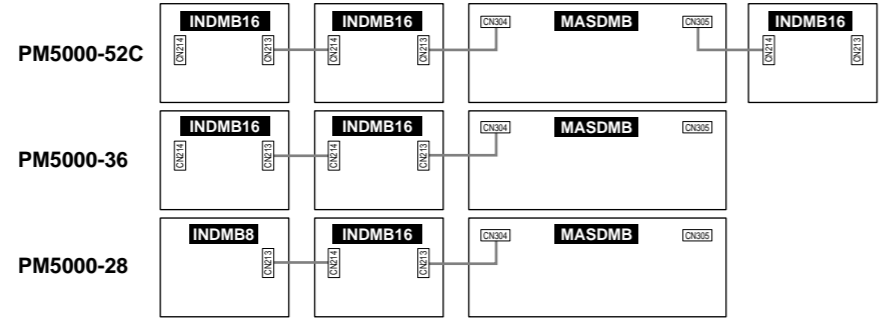 INDMB16 INDMB16 MASDMB INDMB16
PM5000-52C CN214 CN213 CN214 CN213 CN304 CN305 CN214 CN213
INDMB16 INDMB16 MASDMB
PM5000-36 CN214 CN213 CN214 CN213 CN304 CN305
INDMB8 INDMB16 MASDMB
PM5000-28 CN213 CN214 CN213 CN304 CN305